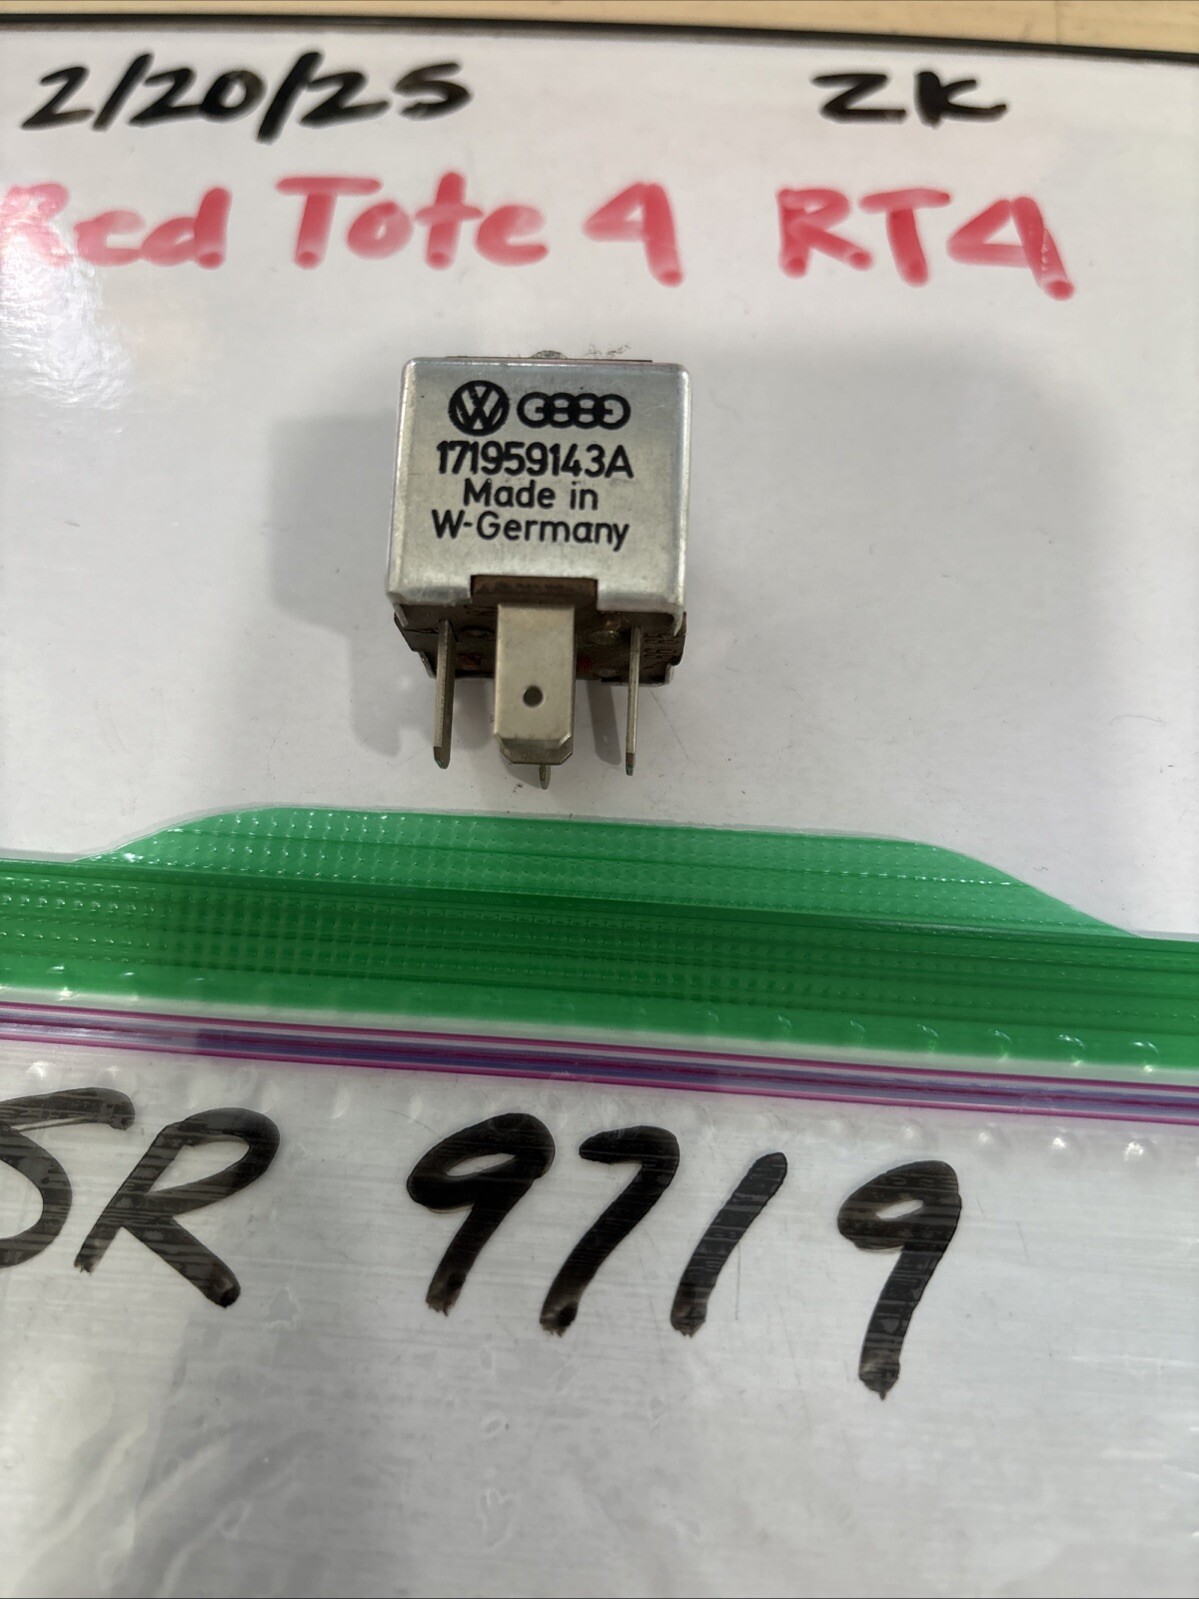 2/20/25 ZK
Red Tote 4 RT4
171959143A
Made in
W-Germany
SR 9719